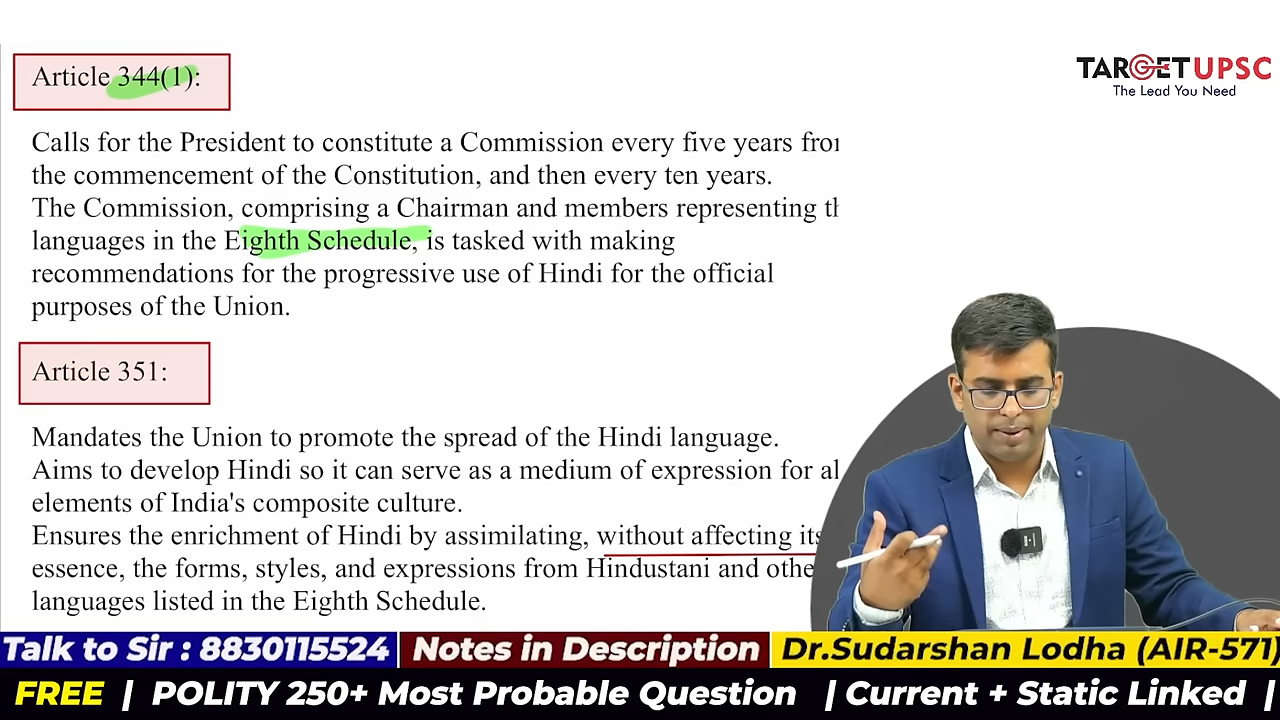 Article 344(1):
TARGETUPSC
The Lead You Need
Calls for the President to constitute a Commission every five years fro
the commencement of the Constitution, and then every ten years.
The Commission, comprising a Chairman and members representing
languages in the Eighth Schedule, is tasked with making
recommendations for the progressive use of Hindi for the official
purposes of the Union.
Article 351:
Mandates the Union to promote the spread of the Hindi language.
Aims to develop Hindi so it can serve as a medium of expression for al
elements of India's composite culture.
Ensures the enrichment of Hindi by assimilating, without affecting its
essence, the forms, styles, and expressions from Hindustani and othe
languages listed in the Eighth Schedule.
Talk to Sir : 8830115524 Notes in Description Dr.Sudarshan Lodha (AIR-571)
FREE | POLITY 250+ Most Probable Question | Current + Static Linked |